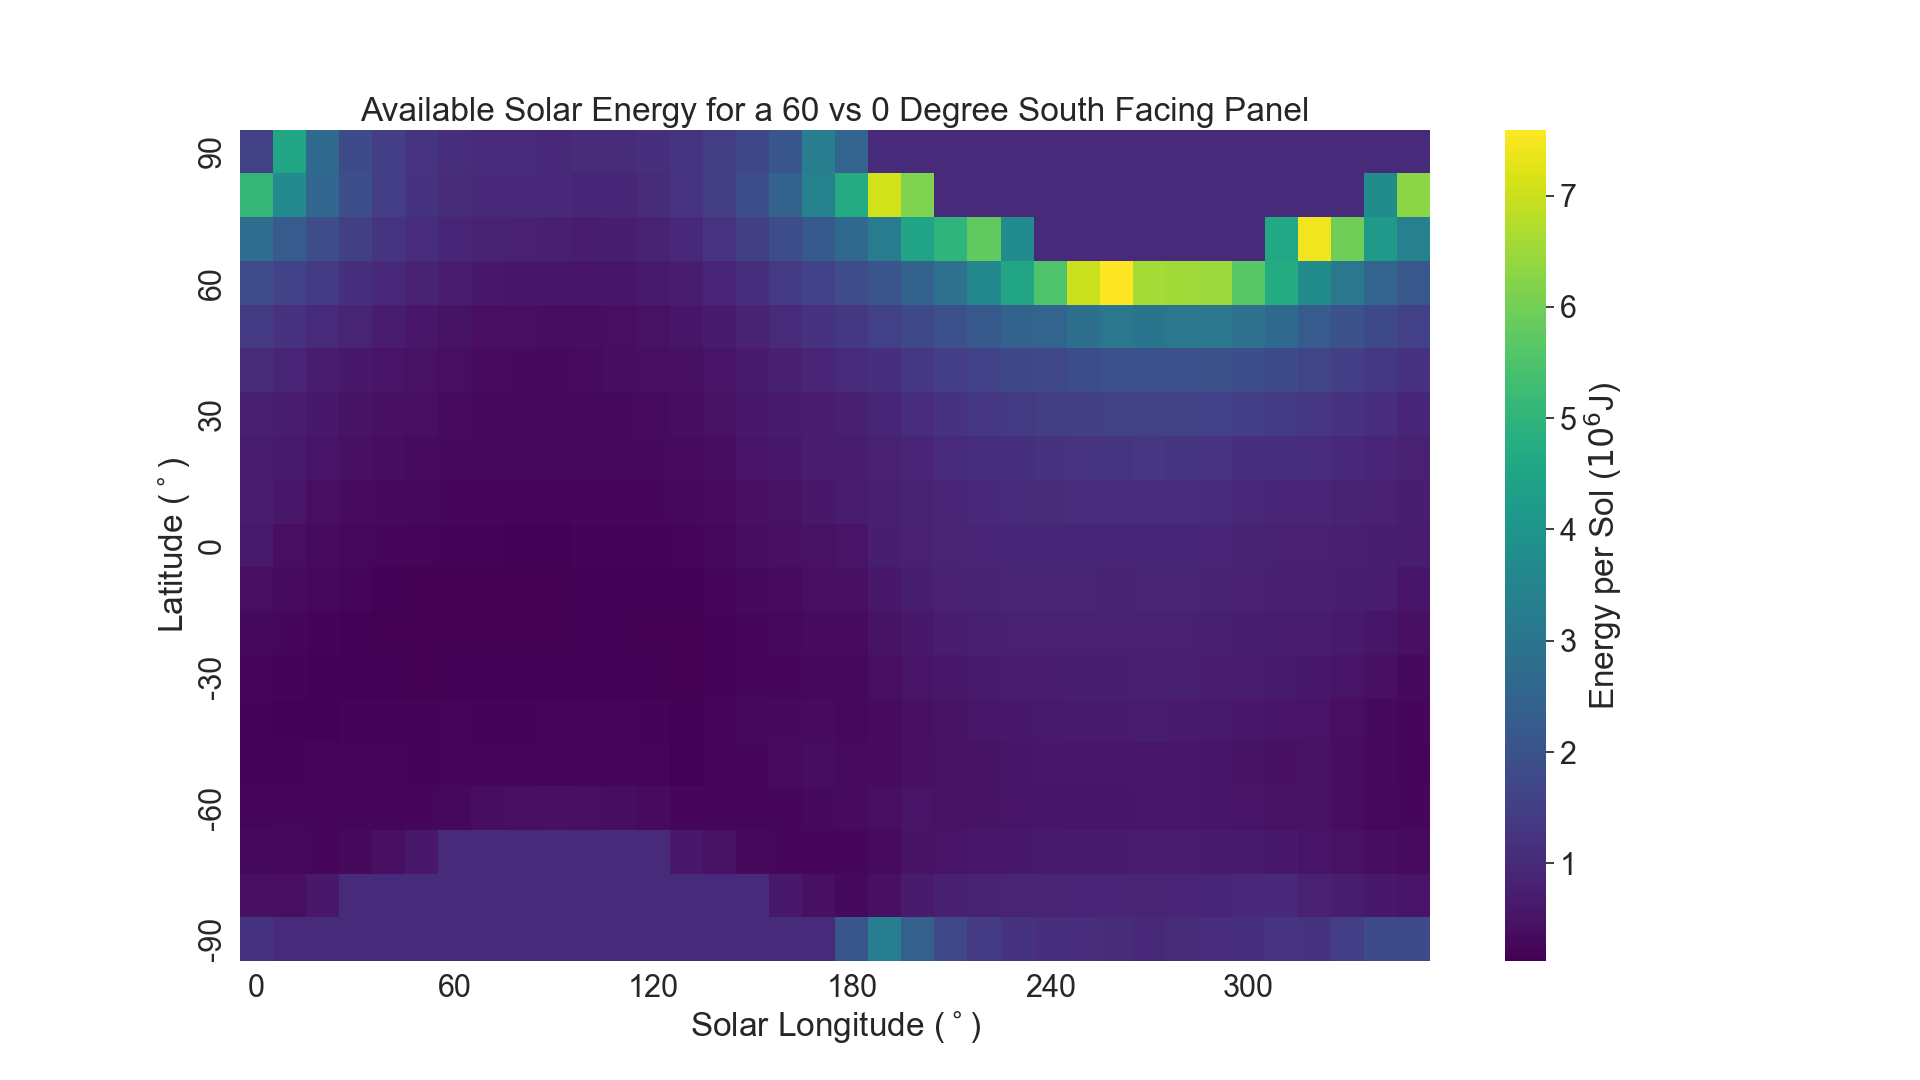 Available Solar Energy for a 60 vs 0 Degree South Facing Panel
90
60
30
0
-30
-60
-90
Latitude (°)
0 60 120 180 240 300
Solar Longitude (°)
7
6
5
4
3
2
1
Energy per Sol (10⁶J)